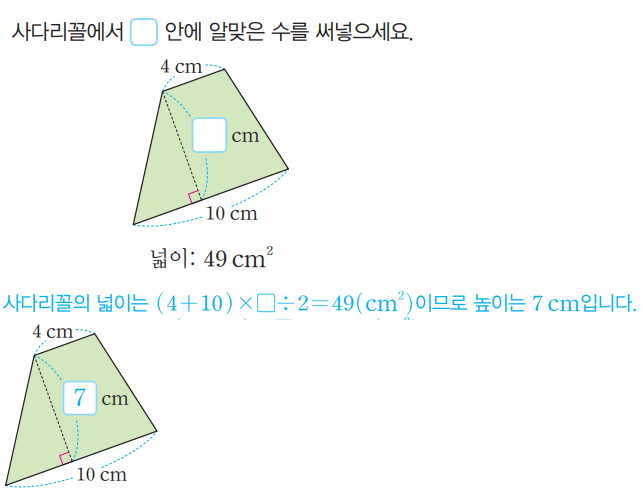 사다리꼴에서 □ 안에 알맞은 수를 써넣으세요.
4 cm
□ cm
10 cm
넓이: 49 cm²
사다리꼴의 넓이는 (4+10)×□÷2=49(cm²)이므로 높이는 7 cm입니다.
4 cm
7 cm
10 cm